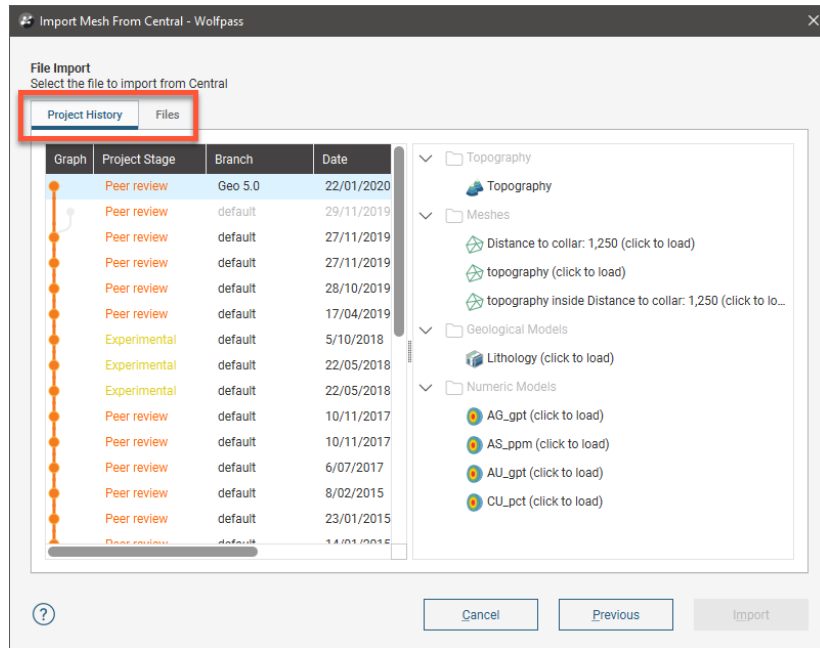 Import Mesh From Central - Wolfpass
File Import
Select the file to import from Central
Project History Files
Graph Project Stage Branch Date
Peer review Geo 5.0 22/01/2020
Peer review default 29/11/2019
Peer review default 27/11/2019
Peer review default 27/11/2019
Peer review default 28/10/2019
Peer review default 17/04/2019
Experimental default 5/10/2018
Experimental default 22/05/2018
Experimental default 22/05/2018
Peer review default 10/11/2017
Peer review default 10/11/2017
Peer review default 6/07/2017
Peer review default 8/02/2015
Peer review default 23/01/2015
Peer review default 14/01/2015
Topography
Topography
Meshes
Distance to collar: 1,250 (click to load)
topography (click to load)
topography inside Distance to collar: 1,250 (click to lo...
Geological Models
Lithology (click to load)
Numeric Models
AG_gpt (click to load)
AS_ppm (click to load)
AU_gpt (click to load)
CU_pct (click to load)
? Cancel Previous Import